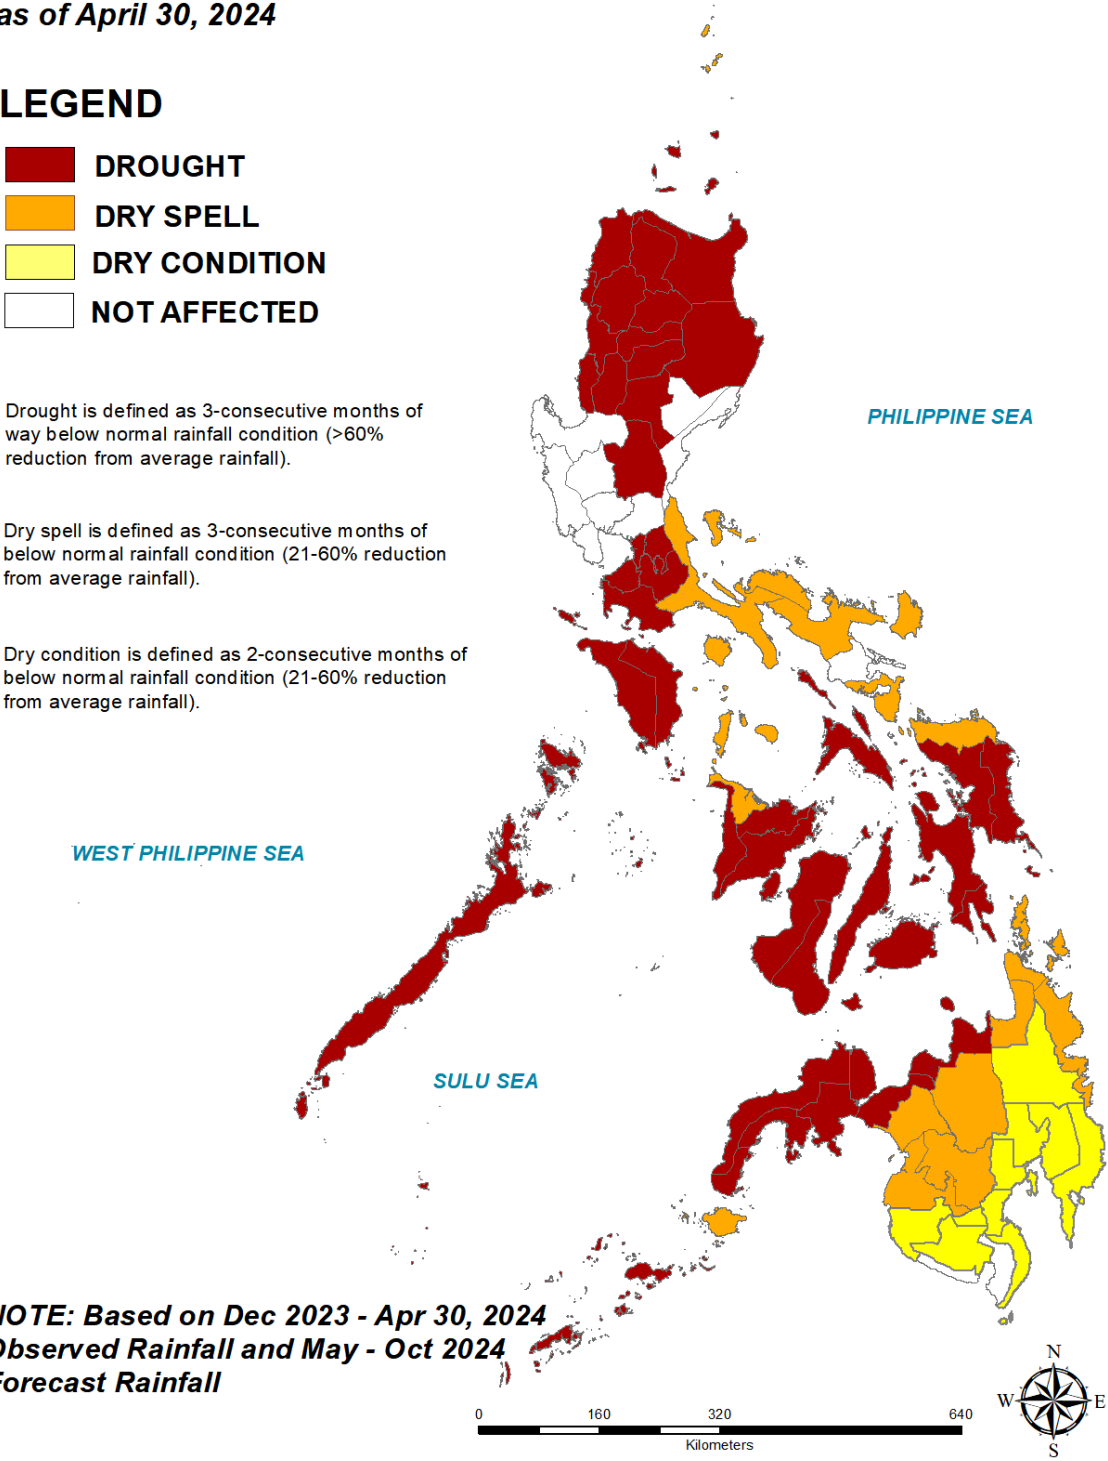 as of April 30, 2024
LEGEND
DROUGHT
DRY SPELL
DRY CONDITION
NOT AFFECTED
Drought is defined as 3-consecutive months of
way below normal rainfall condition (>60%
reduction from average rainfall).
PHILIPPINE SEA
Dry spell is defined as 3-consecutive months of
below normal rainfall condition (21-60% reduction
from average rainfall).
Dry condition is defined as 2-consecutive months of
below normal rainfall condition (21-60% reduction
from average rainfall).
WEST PHILIPPINE SEA
SULU SEA
NOTE: Based on Dec 2023 - Apr 30, 2024
Observed Rainfall and May - Oct 2024
Forecast Rainfall
N
W E
S
0 160 320 640
Kilometers